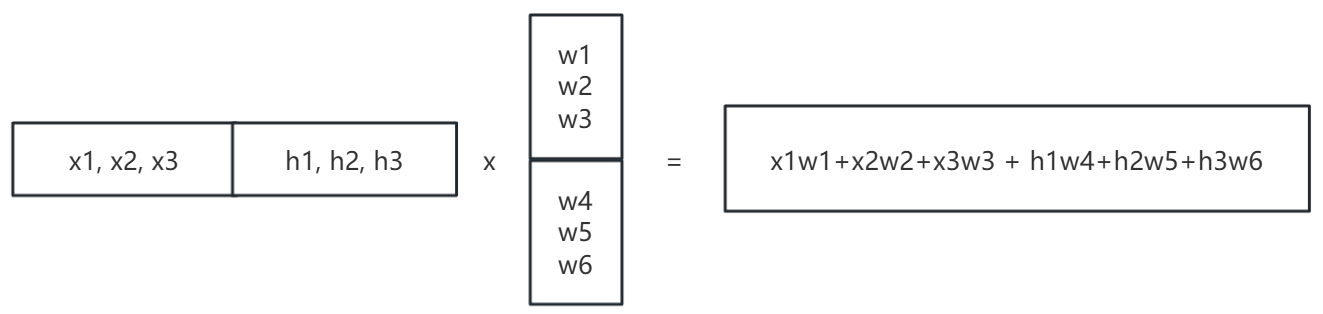 x1, x2, x3
h1, h2, h3
x
w1
w2
w3
w4
w5
w6
=
x1w1+x2w2+x3w3 + h1w4+h2w5+h3w6